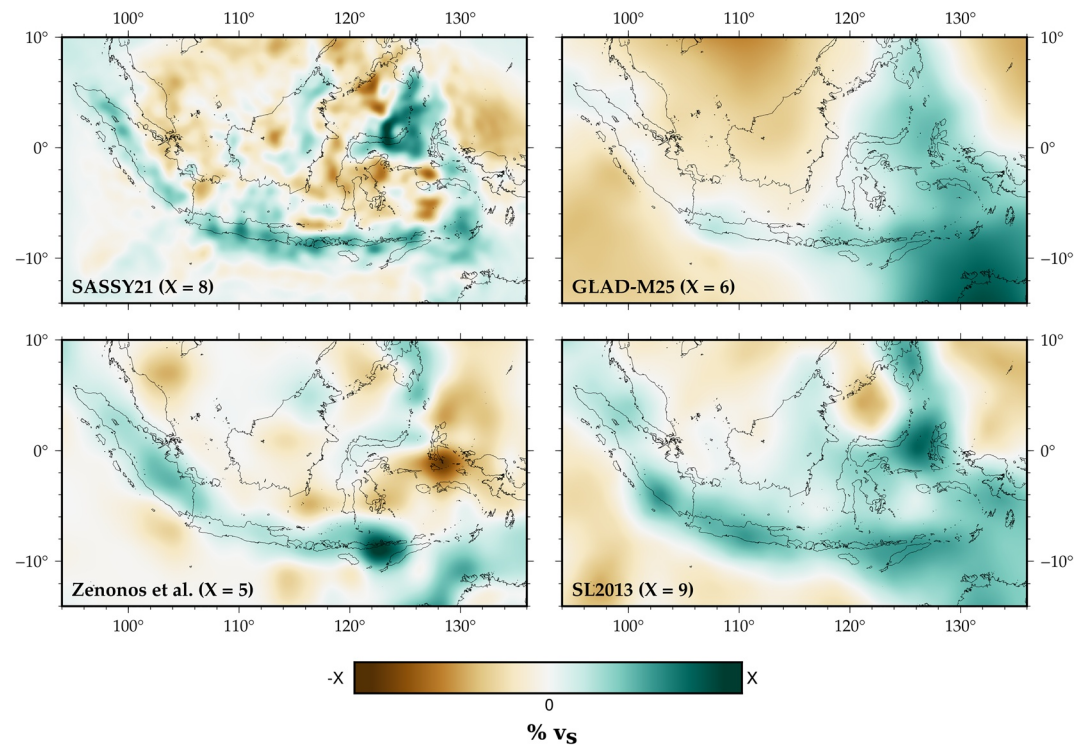 100° 110° 120° 130° 100° 110° 120° 130°
10° 10°
0° 0°
−10° −10°
SASSY21 (X = 8) GLAD-M25 (X = 6)
10° 10°
0° 0°
−10° −10°
Zenonos et al. (X = 5) SL2013 (X = 9)
100° 110° 120° 130° 100° 110° 120° 130°
-X X
0
% vs